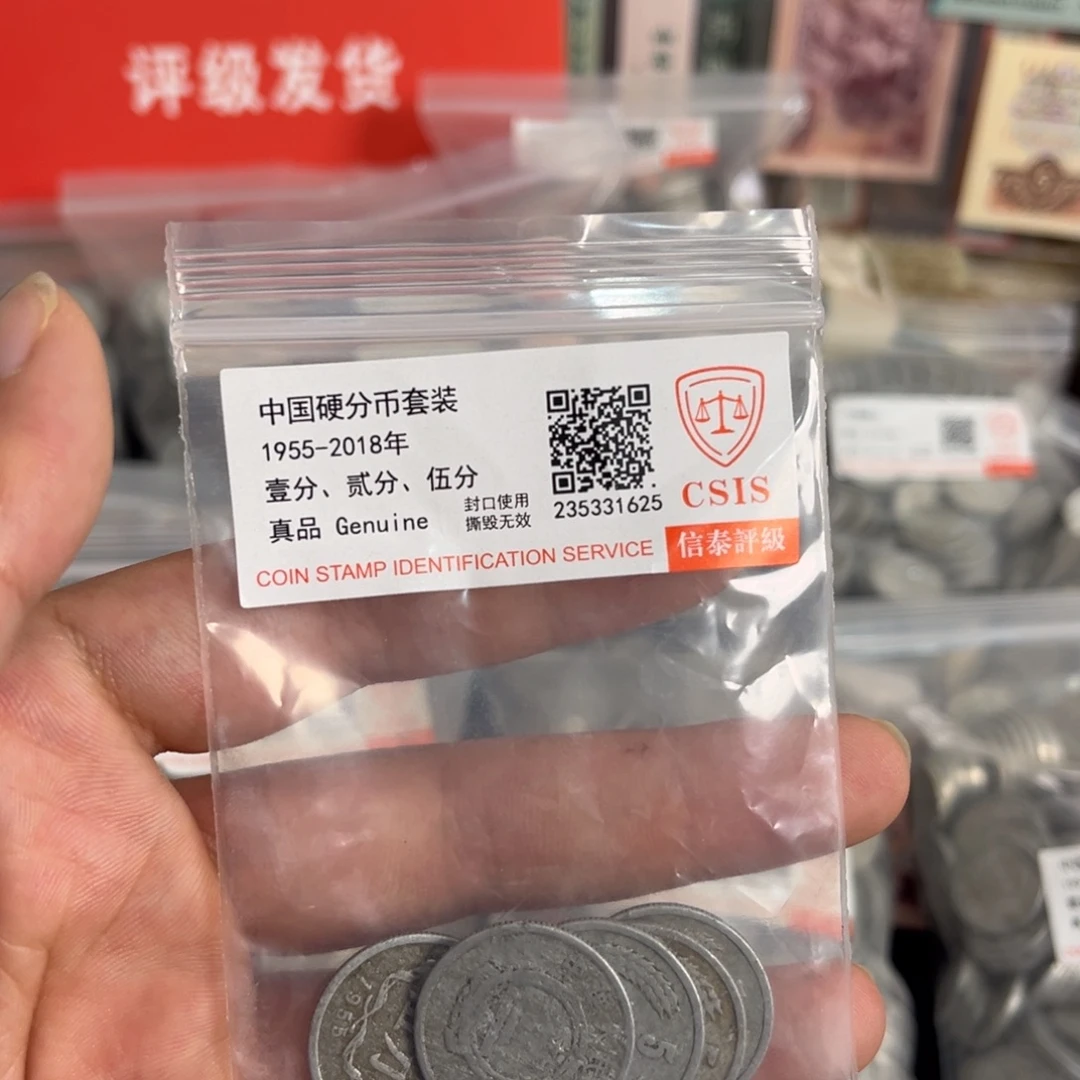 评级发货
中国硬分币套装
1955-2018年
壹分、贰分、伍分
真品 Genuine
封口使用
撕毁无效
235331625
CSIS
COIN STAMP IDENTIFICATION SERVICE
信泰評級
1955
5